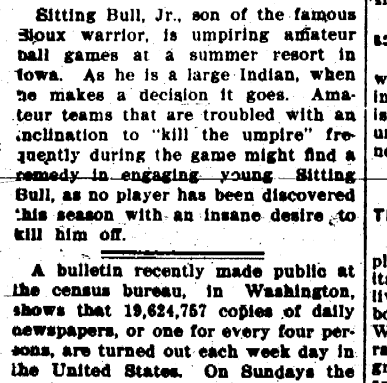 Sitting Bull, Jr., son of the famous
Sioux warrior, is umpiring amateur
ball games at a summer resort in
Iowa. As he is a large Indian, when
he makes a decision it goes. Ama-
teur teams that are troubled with an
inclination to "kill the umpire" fre-
quently during the game might find a
remedy in engaging young Sitting
Bull, as no player has been discovered
this season with an insane desire to
kill him off.
A bulletin recently made public at
the census bureau, in Washington,
shows that 19,624,757 copies of daily
newspapers, or one for every four per-
sons, are turned out each week day in
the United States. On Sundays the